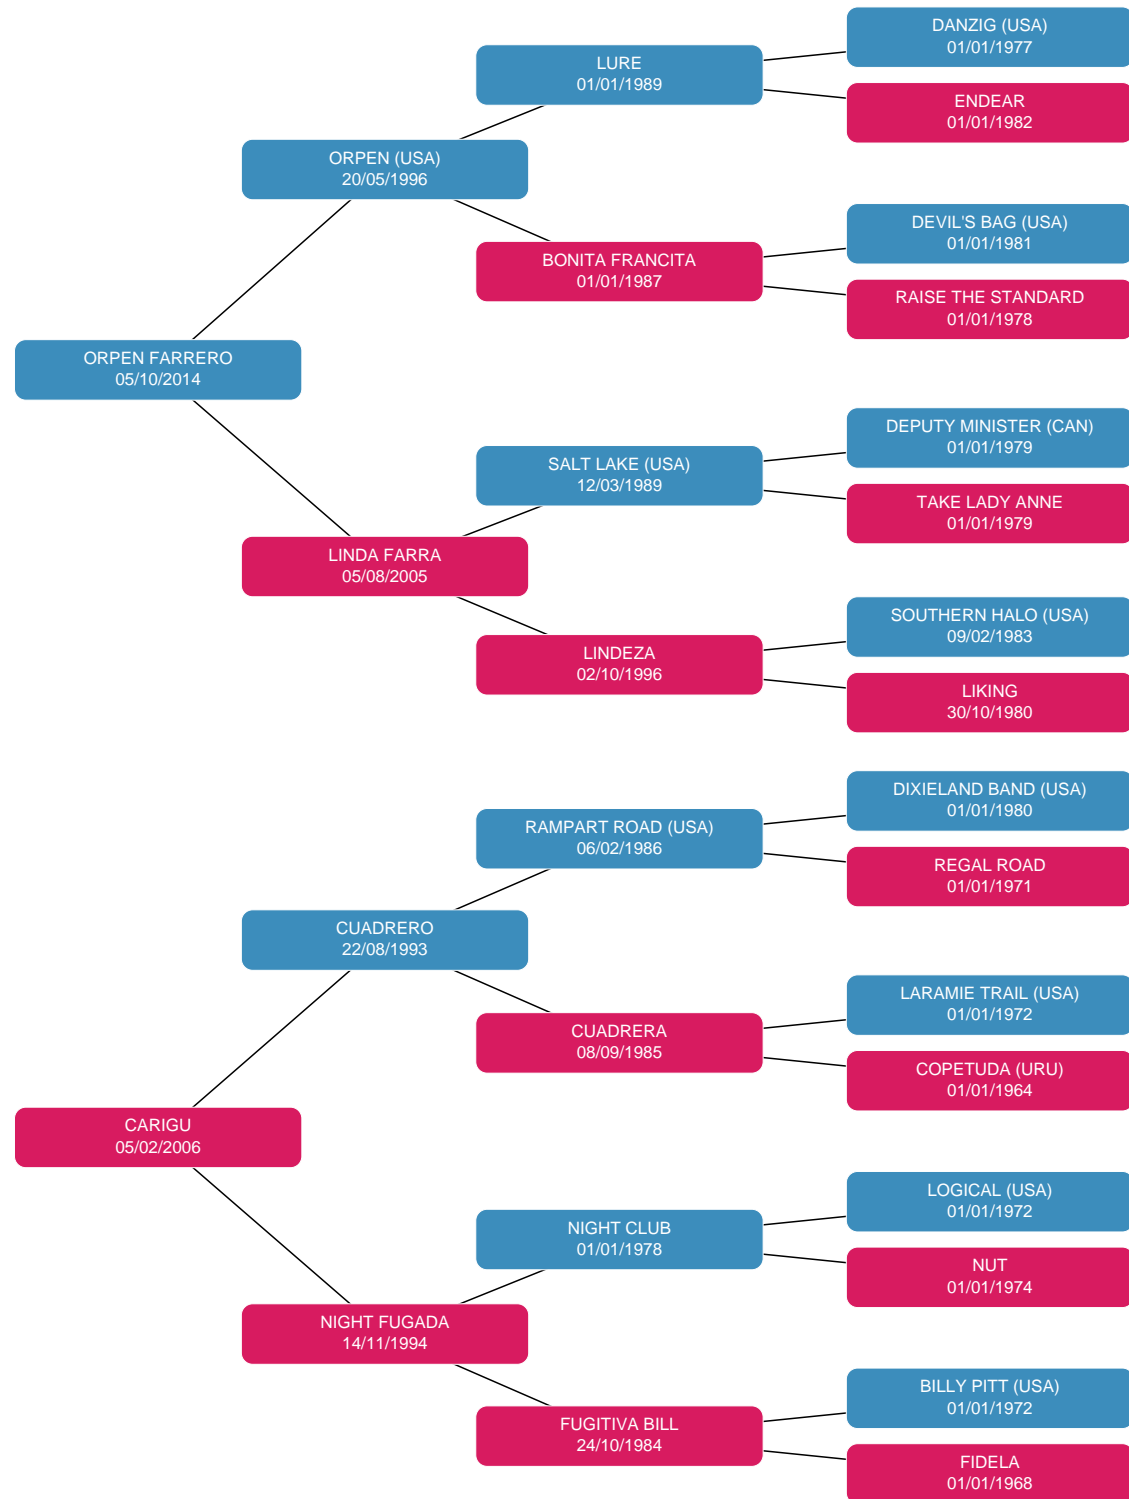 DANZIG (USA)
01/01/1977
LURE
01/01/1989
ENDEAR
01/01/1982
ORPEN (USA)
20/05/1996
DEVIL'S BAG (USA)
01/01/1981
BONITA FRANCITA
01/01/1987
RAISE THE STANDARD
01/01/1978
ORPEN FARRERO
05/10/2014
DEPUTY MINISTER (CAN)
01/01/1979
SALT LAKE (USA)
12/03/1989
TAKE LADY ANNE
01/01/1979
LINDA FARRA
05/08/2005
SOUTHERN HALO (USA)
09/02/1983
LINDEZA
02/10/1996
LIKING
30/10/1980
DIXIELAND BAND (USA)
01/01/1980
RAMPART ROAD (USA)
06/02/1986
REGAL ROAD
01/01/1971
CUADRERO
22/08/1993
LARAMIE TRAIL (USA)
01/01/1972
CUADRERA
08/09/1985
COPETUDA (URU)
01/01/1964
CARIGU
05/02/2006
LOGICAL (USA)
01/01/1972
NIGHT CLUB
01/01/1978
NUT
01/01/1974
NIGHT FUGADA
14/11/1994
BILLY PITT (USA)
01/01/1972
FUGITIVA BILL
24/10/1984
FIDELA
01/01/1968